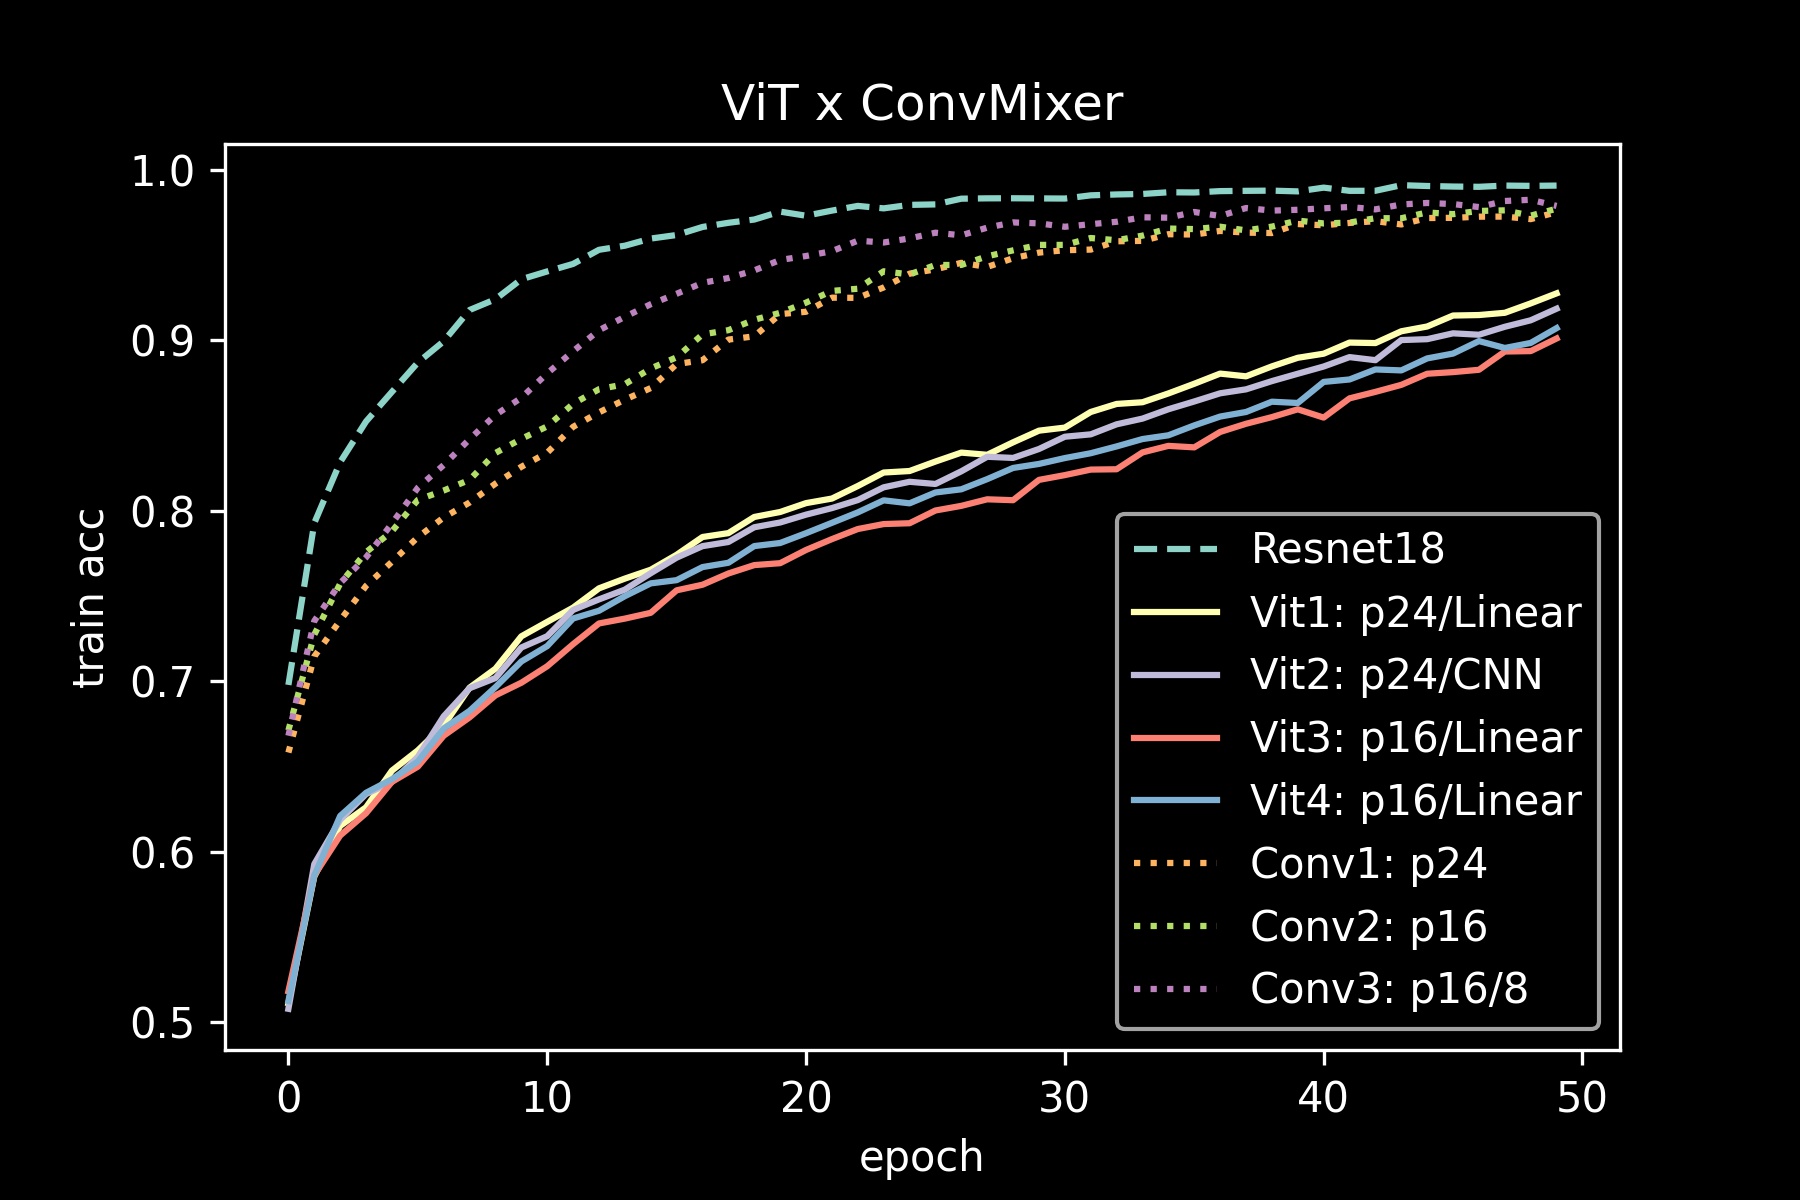 ViT x ConvMixer
1.0
0.9
0.8
0.7
0.6
0.5
train acc
0 10 20 30 40 50
epoch
Resnet18
Vit1: p24/Linear
Vit2: p24/CNN
Vit3: p16/Linear
Vit4: p16/Linear
Conv1: p24
Conv2: p16
Conv3: p16/8